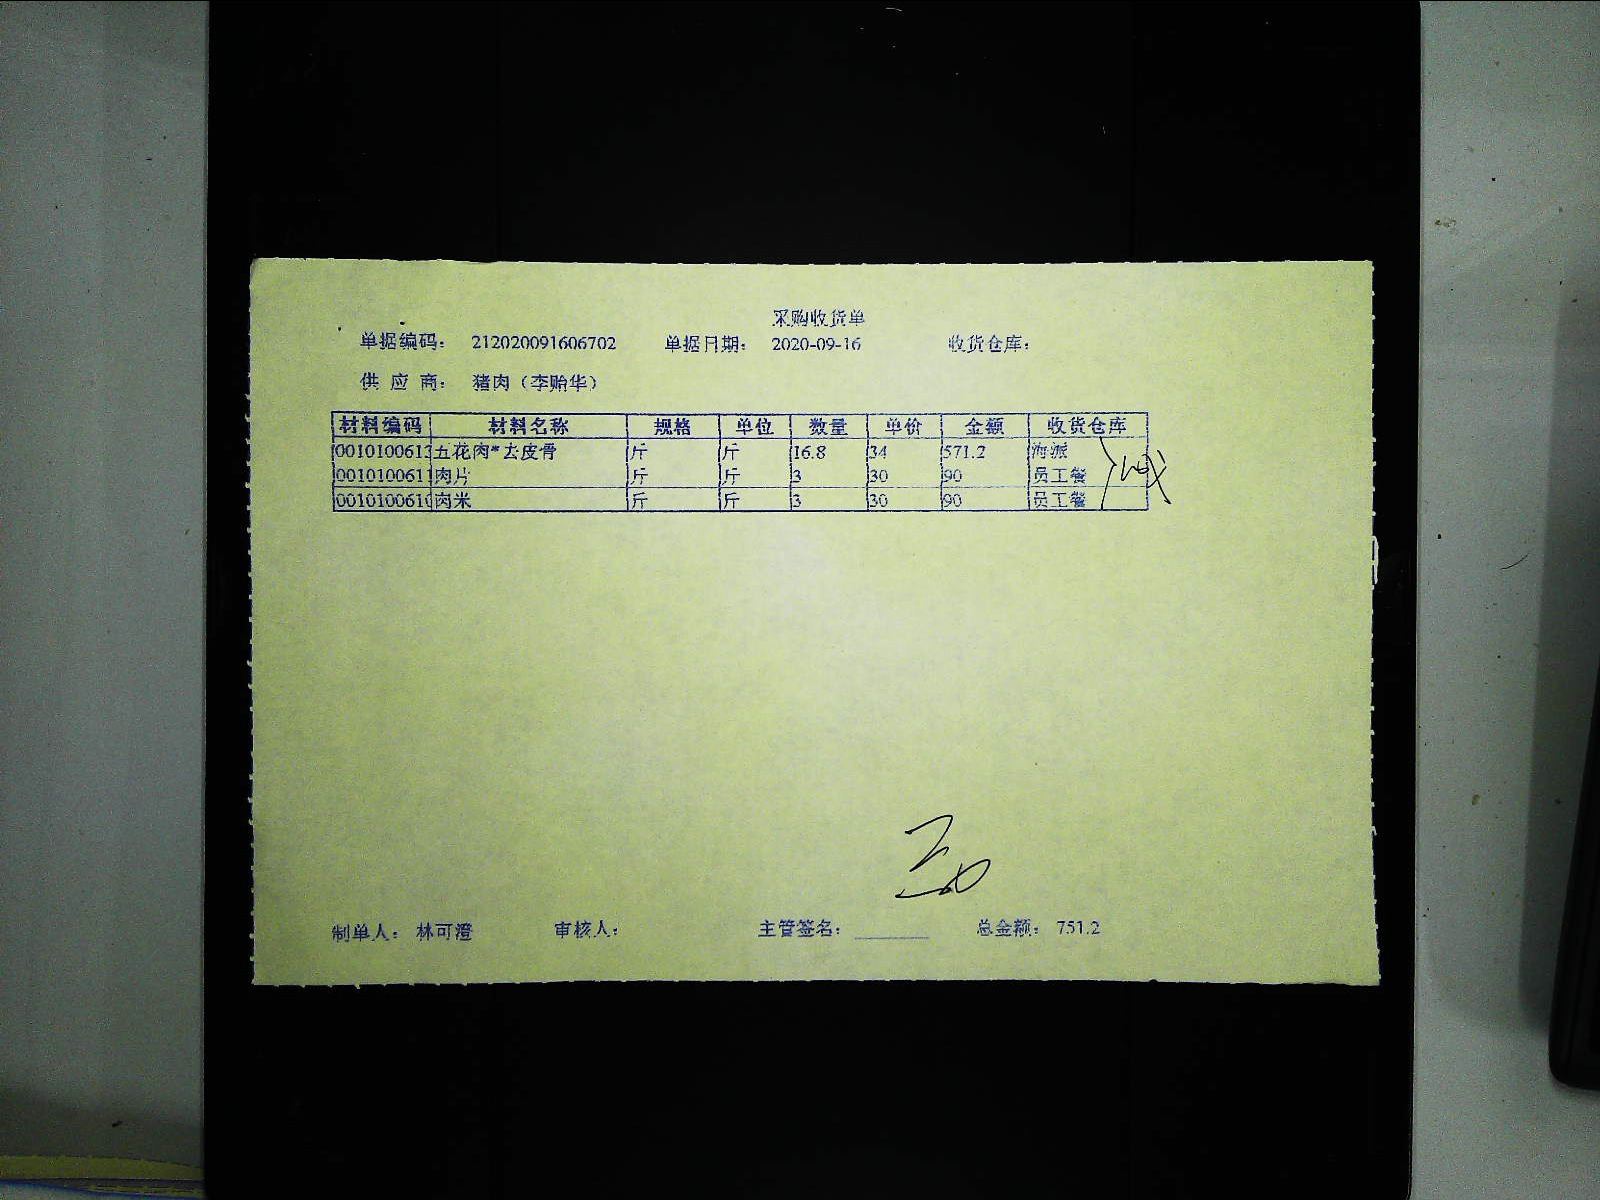 采购收货单
单据编码： 212020091606702 单据日期： 2020-09-16 收货仓库：
供 应 商： 猪肉（李贻华）
材料编码 材料名称 规格 单位 数量 单价 金额 收货仓库
001010061 五花肉*去皮骨 斤 斤 16.8 34 571.2 海派
001010061 肉片 斤 斤 3 30 90 员工餐
001010061 肉米 斤 斤 3 30 90 员工餐
制单人： 林可澄 审核人： 主管签名： 总金额： 751.2